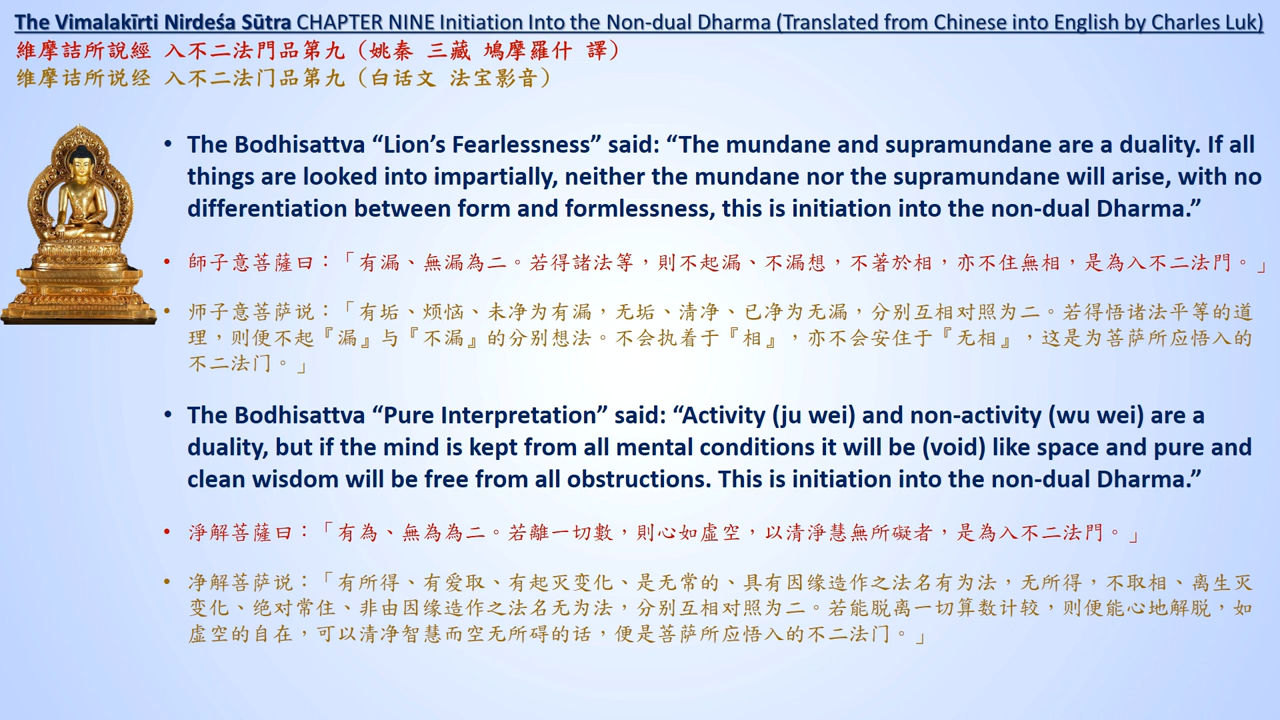 The Vimalakīrti Nirdeśa Sūtra CHAPTER NINE Initiation Into the Non-dual Dharma (Translated from Chinese into English by Charles Luk)
維摩詰所說經 入不二法門品第九（姚秦 三藏 鳩摩羅什 譯）
维摩诘所说经 入不二法门品第九（白话文 法宝影音）
• The Bodhisattva “Lion’s Fearlessness” said: “The mundane and supramundane are a duality. If all
things are looked into impartially, neither the mundane nor the supramundane will arise, with no
differentiation between form and formlessness, this is initiation into the non-dual Dharma.”
• 師子意菩薩曰：「有漏、無漏為二。若得諸法等，則不起漏、不漏想，不著於相，亦不住無相，是為入不二法門。」
• 师子意菩萨说：「有垢、烦恼、未净为有漏，无垢、清净、已净为无漏，分别互相对照为二。若得悟诸法平等的道
理，则便不起『漏』与『不漏』的分别想法。不会执着于『相』，亦不会安住于『无相』，这是为菩萨所应悟入的
不二法门。」
• The Bodhisattva “Pure Interpretation” said: “Activity (ju wei) and non-activity (wu wei) are a
duality, but if the mind is kept from all mental conditions it will be (void) like space and pure and
clean wisdom will be free from all obstructions. This is initiation into the non-dual Dharma.”
• 淨解菩薩曰：「有為、無為為二。若離一切數，則心如虛空，以清淨慧無所礙者，是為入不二法門。」
• 净解菩萨说：「有所得、有爱取、有起灭变化、是无常的、具有因缘造作之法名有为法，无所得，不取相、离生灭
变化、绝对常住、非由因缘造作之法名无为法，分别互相对照为二。若能脱离一切算数计较，则便能心地解脱，如
虚空的自在，可以清净智慧而空无所碍的话，便是菩萨所应悟入的不二法门。」